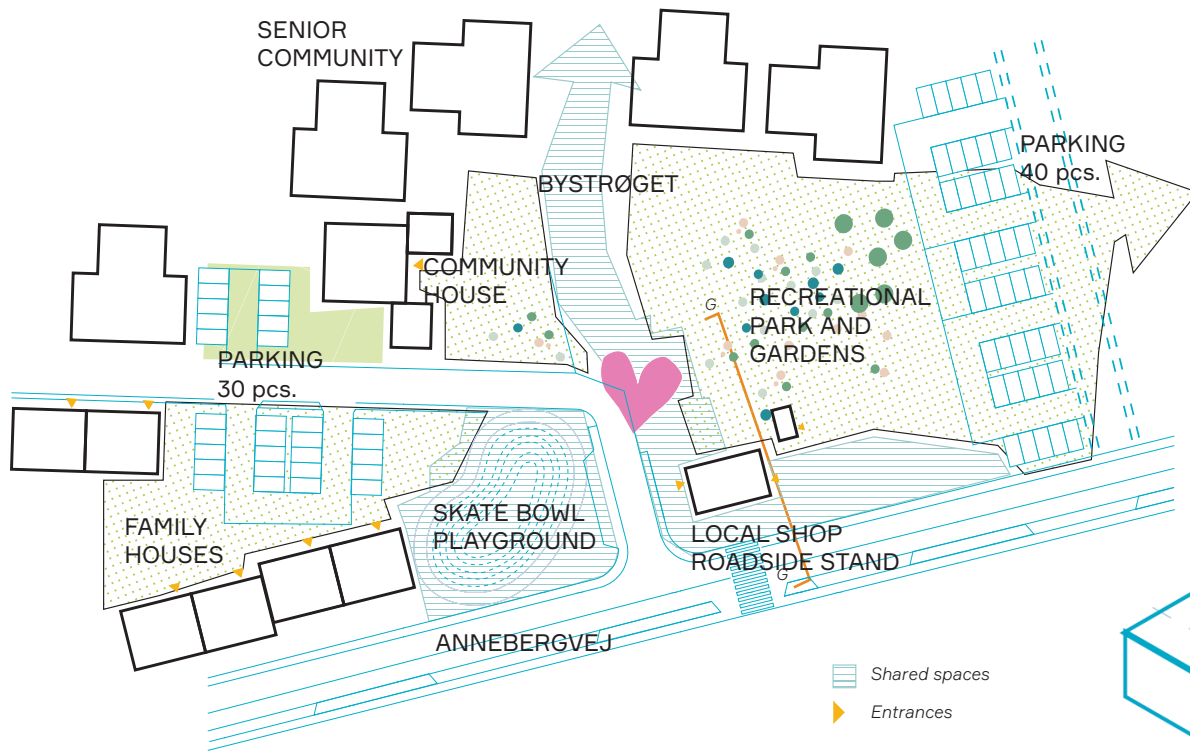 SENIOR
COMMUNITY
PARKING
40 pcs.
BYSTRØGET
COMMUNITY
HOUSE
G
RECREATIONAL
PARK AND
GARDENS
PARKING
30 pcs.
FAMILY
HOUSES
SKATE BOWL
PLAYGROUND
LOCAL SHOP
ROADSIDE STAND
G
ANNEBERGVEJ
Shared spaces
Entrances